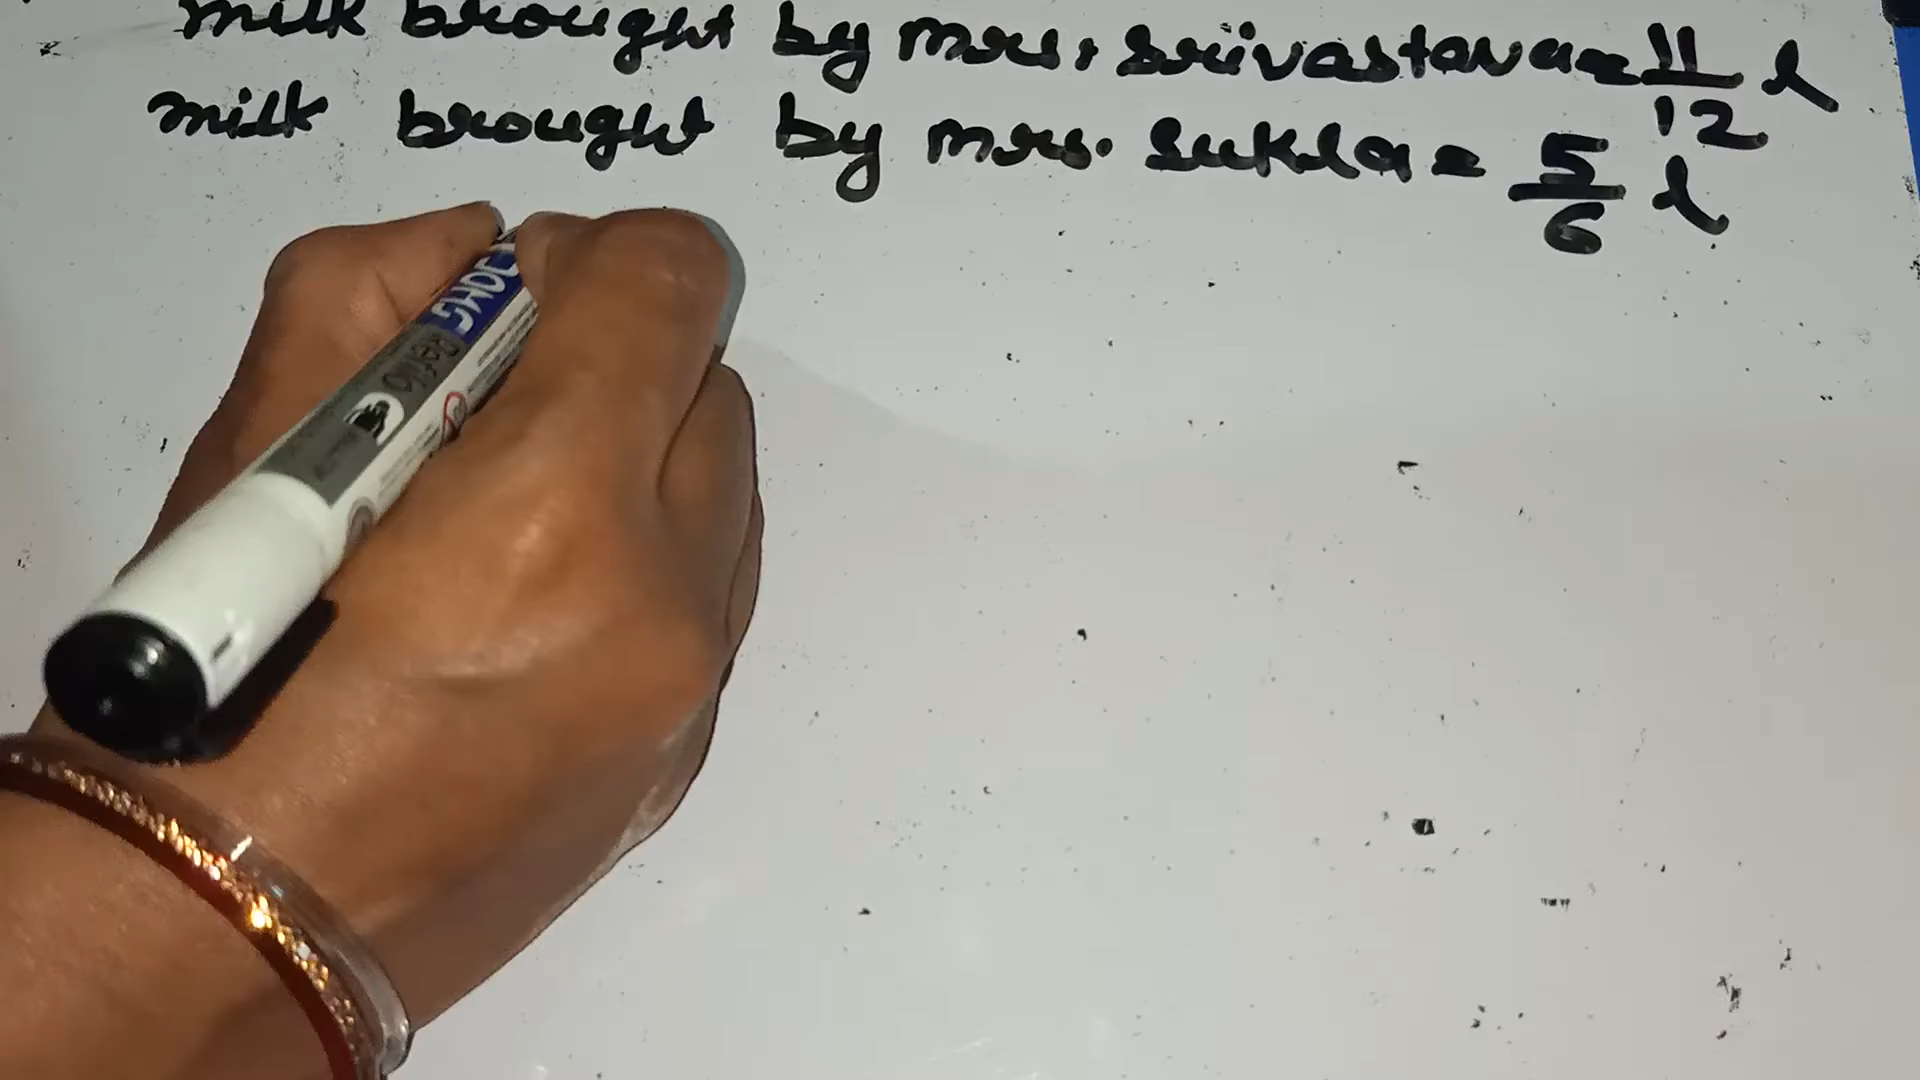 milk brought by mrs. Srivastava = 11/12 l
milk brought by mrs. Sukla = 5/6 l